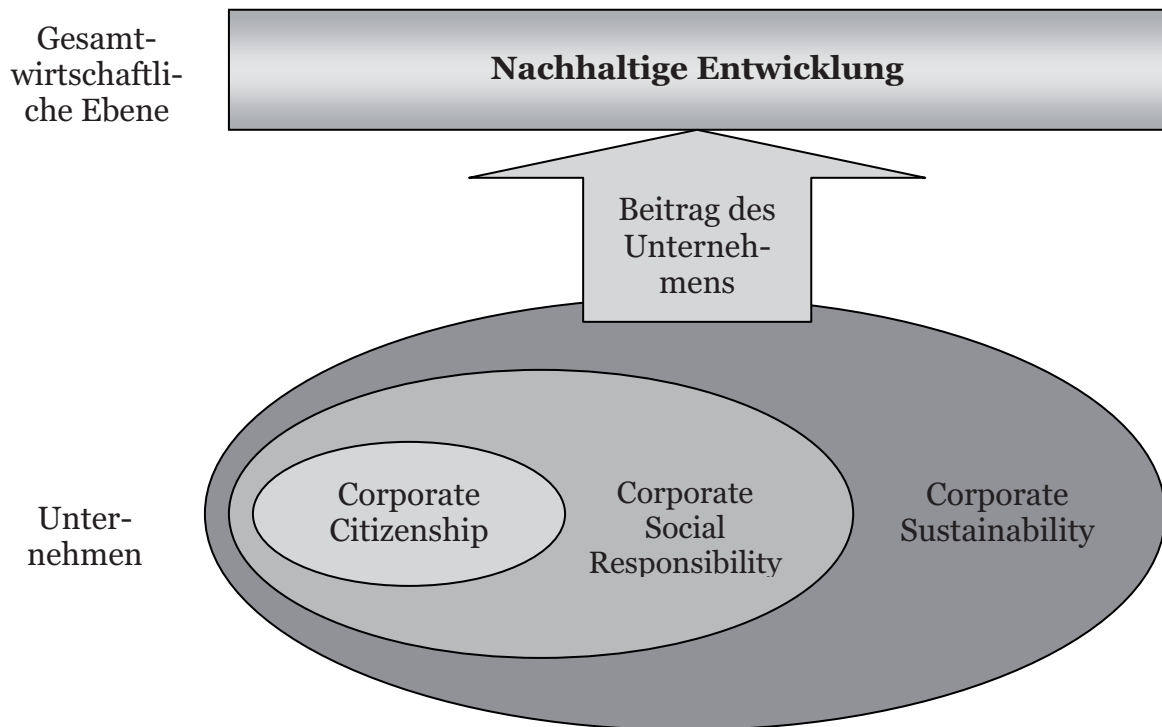 Gesamt-
wirtschaftli-
che Ebene
Nachhaltige Entwicklung
Beitrag des
Unterneh-
mens
Unter-
nehmen
Corporate
Citizenship
Corporate
Social
Responsibility
Corporate
Sustainability